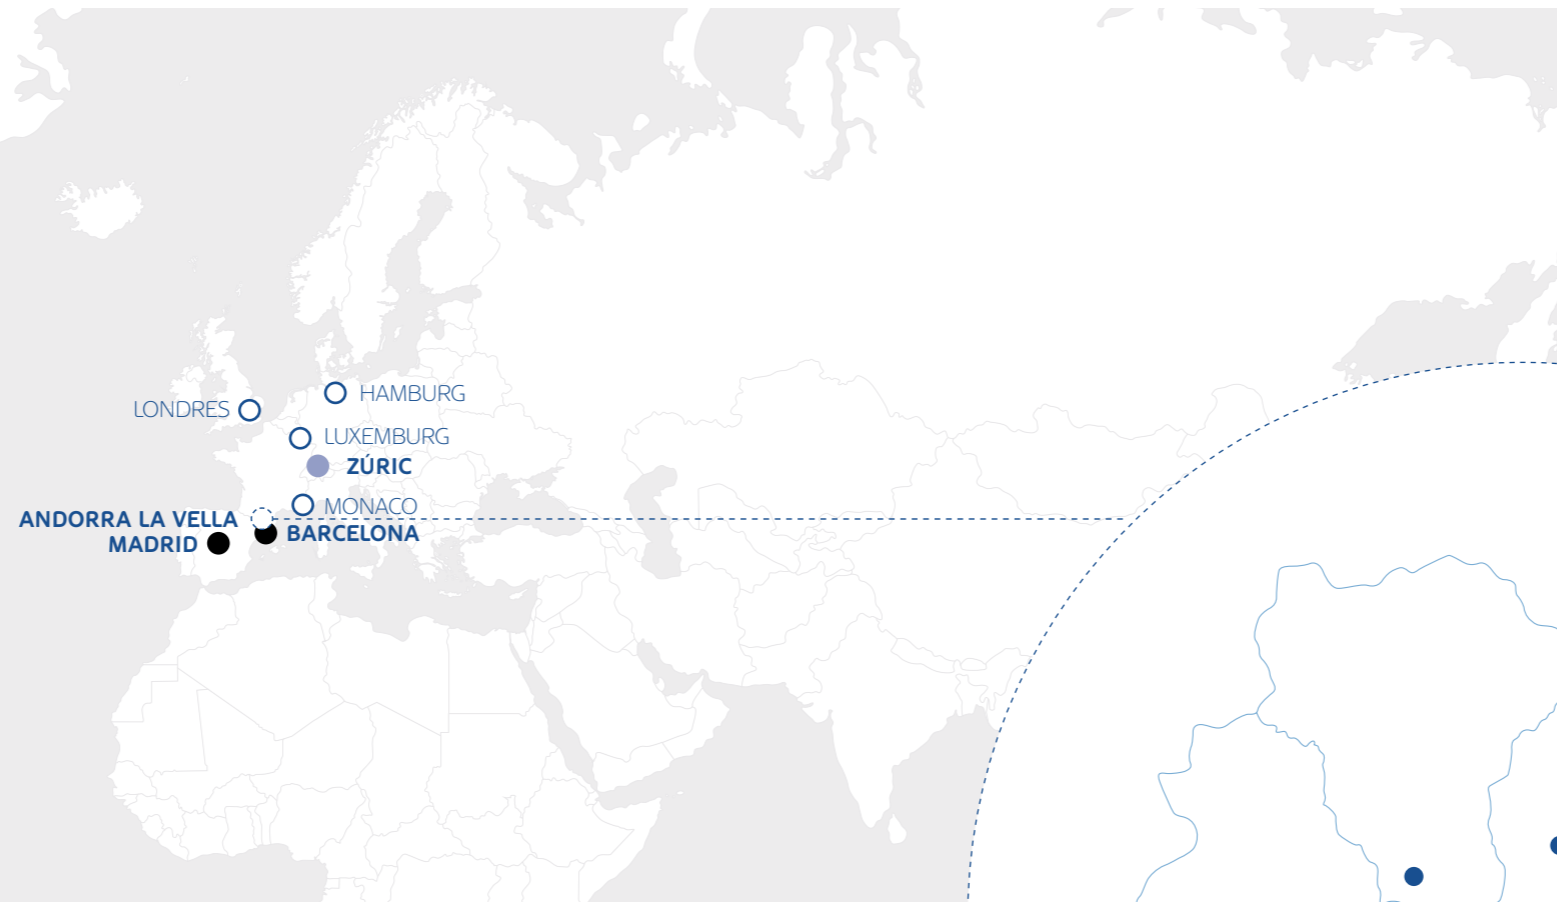 HAMBURG
LONDRES
LUXEMBURG
ZÚRIC
MONACO
ANDORRA LA VELLA
BARCELONA
MADRID